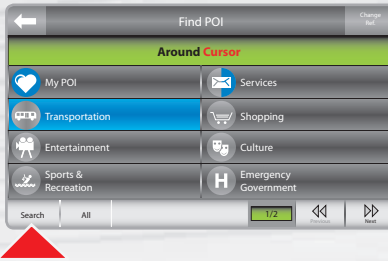 Find POI
Change
Ref.
Around Cursor
My POI
Services
Transportation
Shopping
Entertainment
Culture
Sports &
Recreation
H
Emergency
Government
Search
All
1/2
Previous
Next